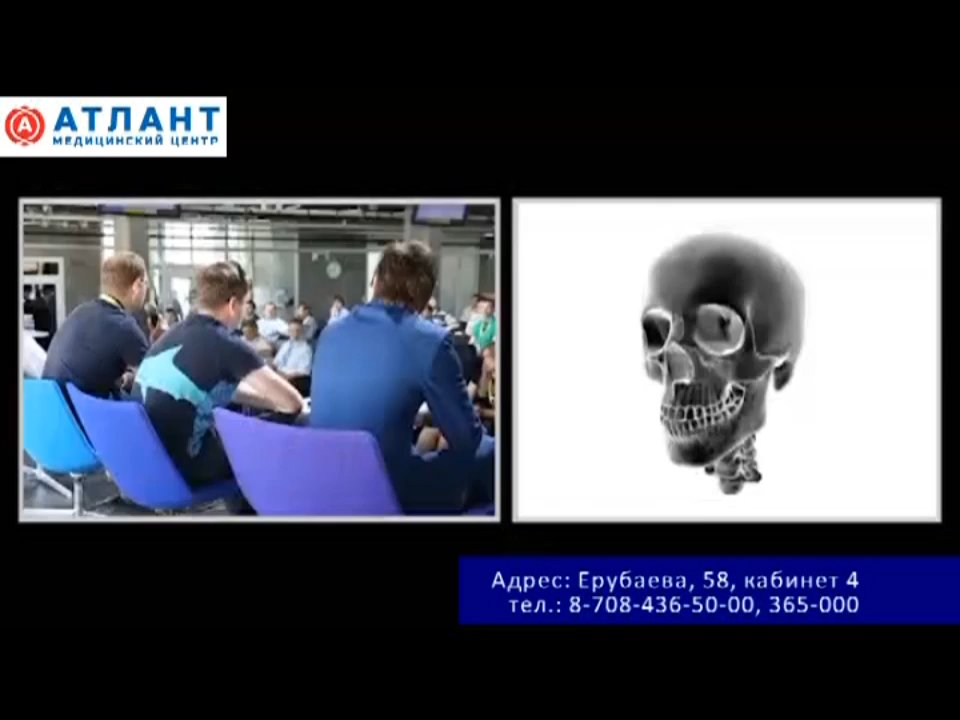 АТЛАНТ
МЕДИЦИНСКИЙ ЦЕНТР
Адрес: Ерубаева, 58, кабинет 4
тел.: 8-708-436-50-00, 365-000